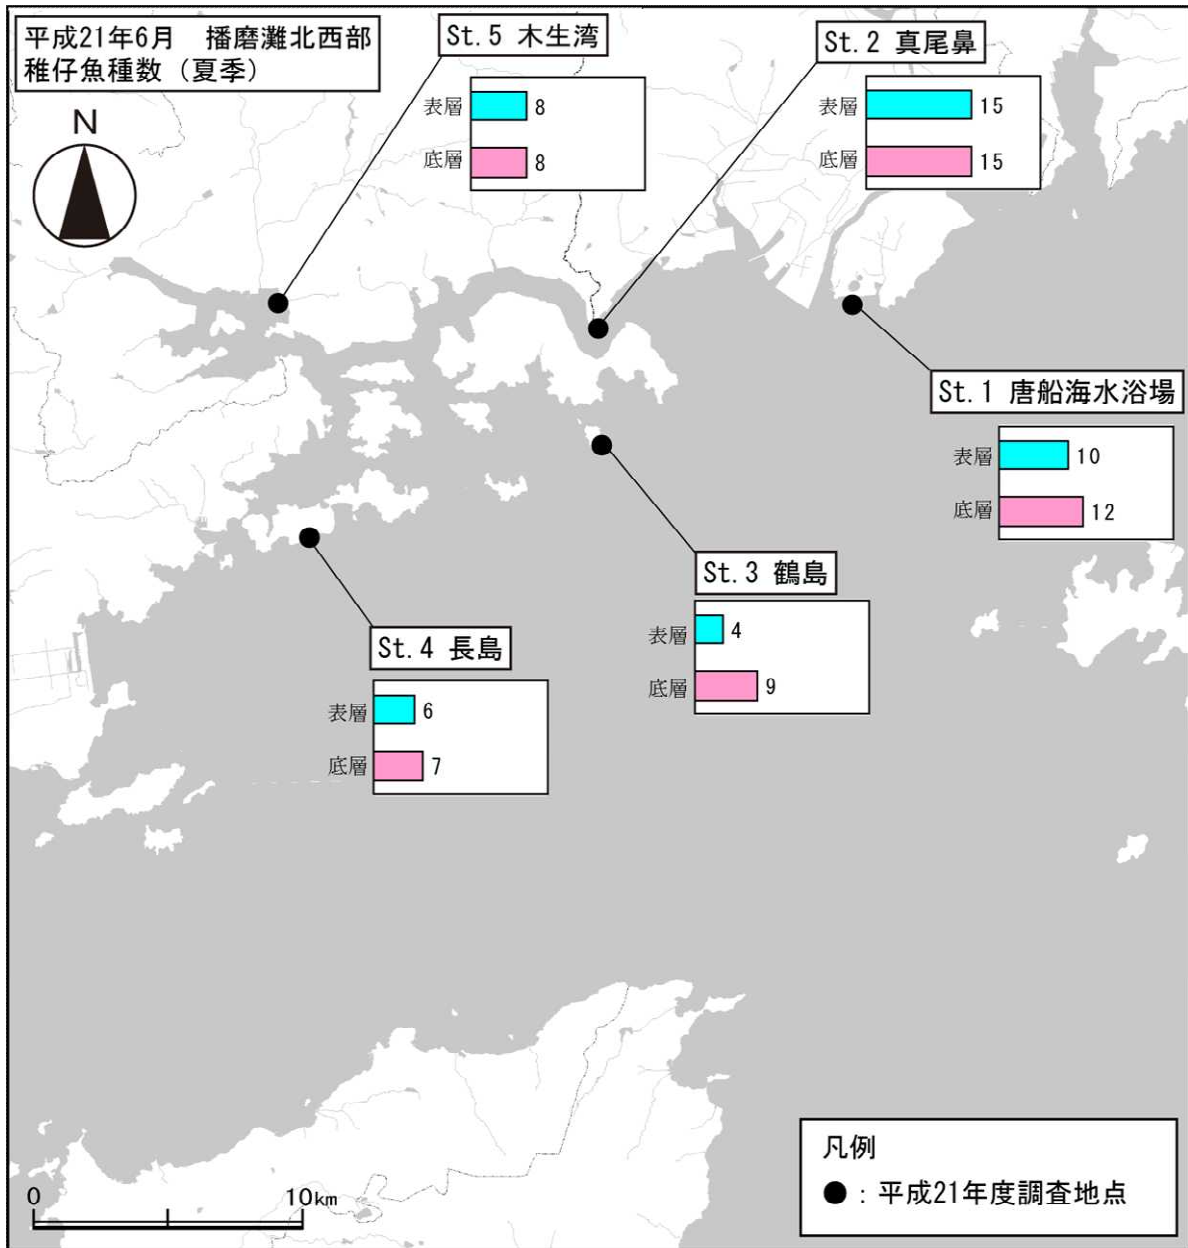 平成21年6月　播磨灘北西部
稚仔魚種数（夏季）
N
St.5 木生湾
表層 8
底層 8
St.2 真尾鼻
表層 15
底層 15
St.1 唐船海水浴場
表層 10
底層 12
St.3 鶴島
表層 4
底層 9
St.4 長島
表層 6
底層 7
0 10km
凡例
●：平成21年度調査地点